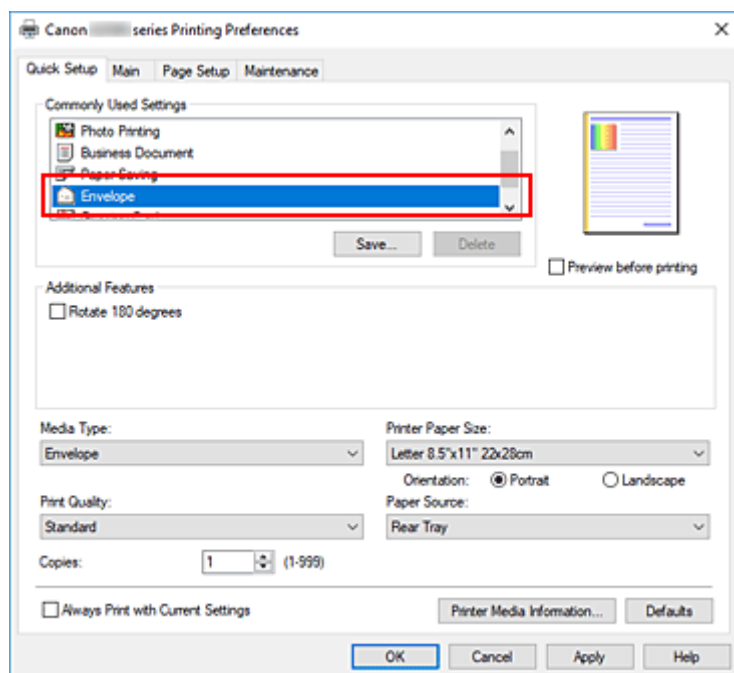 Canon series Printing Preferences
Quick Setup Main Page Setup Maintenance
Commonly Used Settings
Photo Printing
Business Document
Paper Saving
Envelope
Save... Delete
Preview before printing
Additional Features
Rotate 180 degrees
Media Type: Printer Paper Size:
Envelope Letter 8.5"x11" 22x28cm
Orientation: Portrait Landscape
Print Quality: Paper Source:
Standard Rear Tray
Copies: 1 (1-999)
Always Print with Current Settings Printer Media Information... Defaults
OK Cancel Apply Help